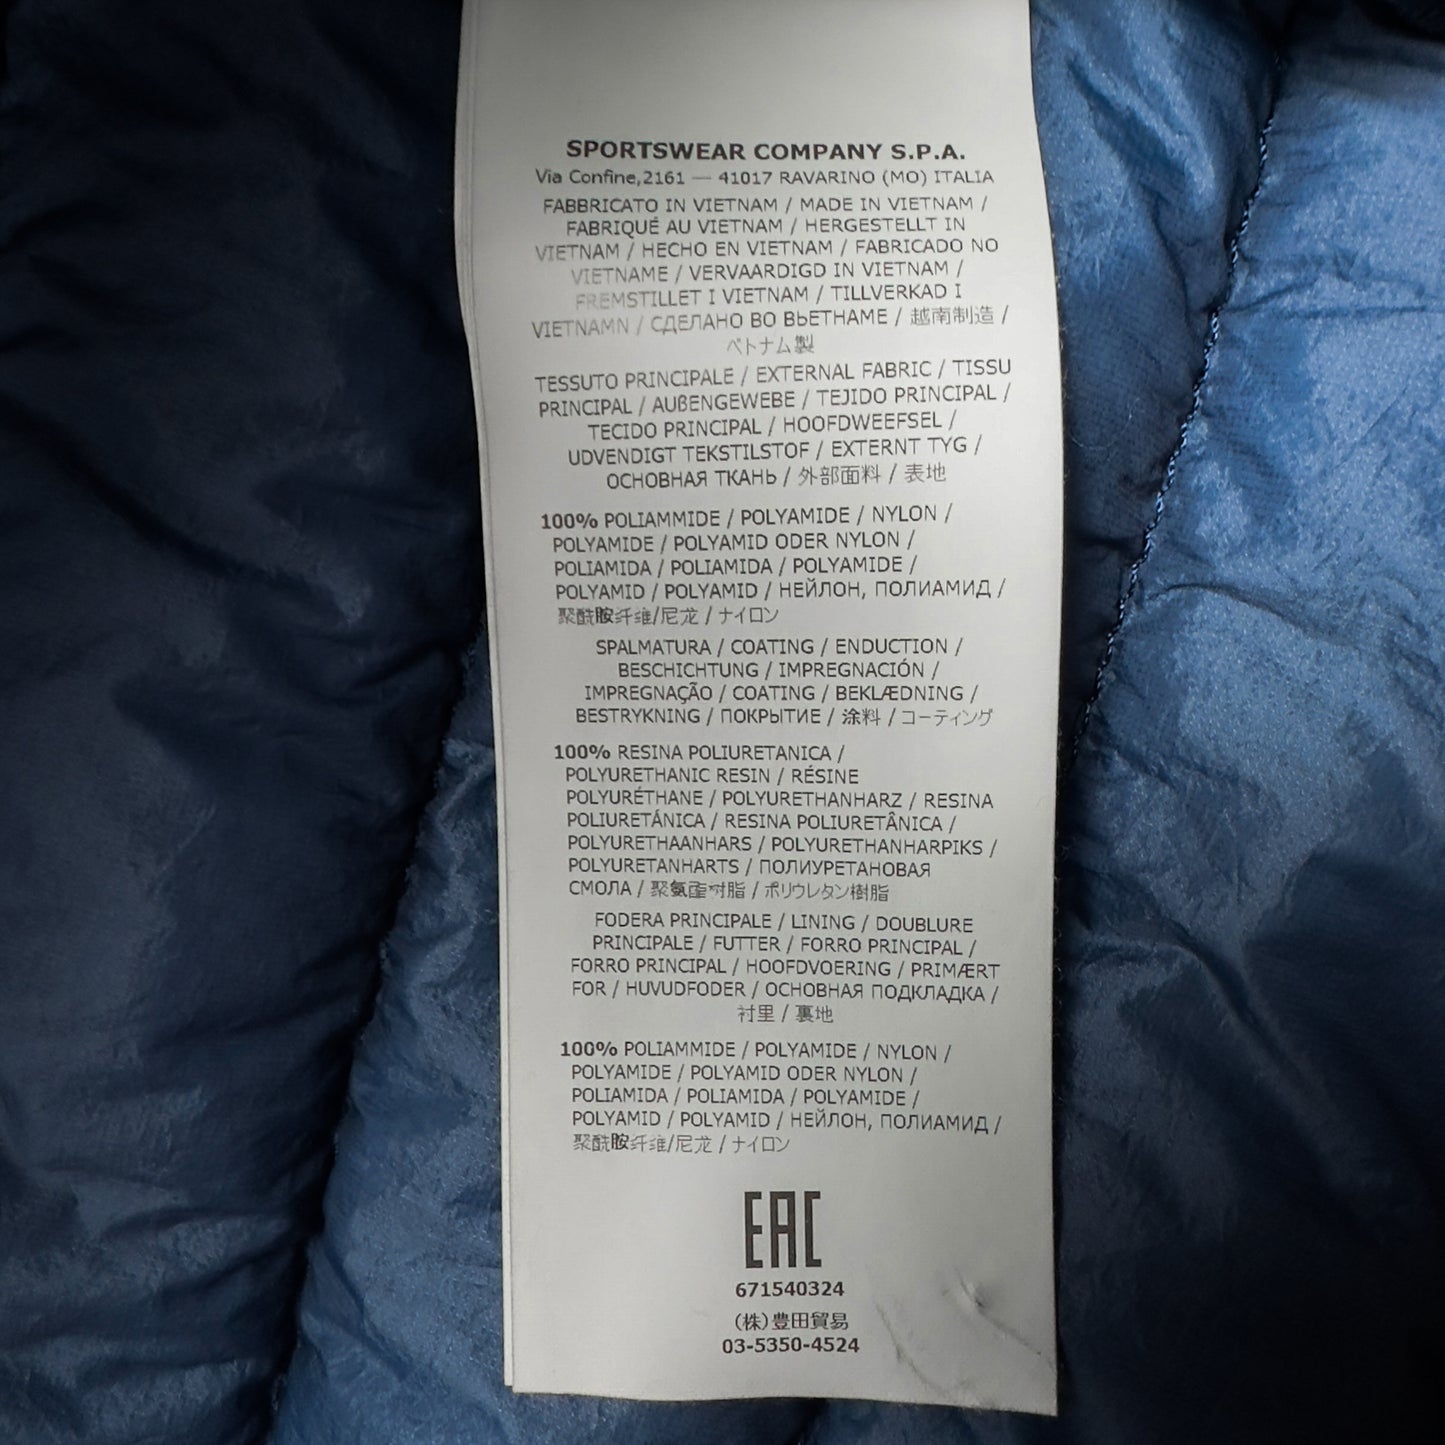 SPORTSWEAR COMPANY S.P.A.
Via Confine,2161 — 41017 RAVARINO (MO) ITALIA
FABBRICATO IN VIETNAM / MADE IN VIETNAM /
FABRIQUÉ AU VIETNAM / HERGESTELLT IN
VIETNAM / HECHO EN VIETNAM / FABRICADO NO
VIETNAME / VERVAARDIGD IN VIETNAM /
FREMSTILLET I VIETNAM / TILLVERKAD I
VIETNAMN / СДЕЛАНО ВО ВЬЕТНАМЕ / 越南制造 /
ベトナム製
TESSUTO PRINCIPALE / EXTERNAL FABRIC / TISSU
PRINCIPAL / AUßENGEWEBE / TEJIDO PRINCIPAL /
TECIDO PRINCIPAL / HOOFDWEEFSEL /
UDVENDIGT TEKSTILSTOF / EXTERNT TYG /
ОСНОВНАЯ ТКАНЬ / 外部面料 / 表地
100% POLIAMMIDE / POLYAMIDE / NYLON /
POLYAMIDE / POLYAMID ODER NYLON /
POLIAMIDA / POLIAMIDA / POLYAMIDE /
POLYAMID / POLYAMID / НЕЙЛОН, ПОЛИАМИД /
聚酰胺纤维/尼龙 / ナイロン
SPALMATURA / COATING / ENDUCTION /
BESCHICHTUNG / IMPREGNACIÓN /
IMPREGNAÇÃO / COATING / BEKLÆDNING /
BESTRYKNING / ПОКРЫТИЕ / 涂料 / コーティング
100% RESINA POLIURETANICA /
POLYURETHANIC RESIN / RÉSINE
POLYURÉTHANE / POLYURETHANHARZ / RESINA
POLIURETÁNICA / RESINA POLIURETÂNICA /
POLYURETHAANHARS / POLYURETHANHARPIKS /
POLYURETANHARTS / ПОЛИУРЕТАНОВАЯ
СМОЛА / 聚氨酯树脂 / ポリウレタン樹脂
FODERA PRINCIPALE / LINING / DOUBLURE
PRINCIPALE / FUTTER / FORRO PRINCIPAL /
FORRO PRINCIPAL / HOOFDVOERING / PRIMÆRT
FOR / HUVUDFODER / ОСНОВНАЯ ПОДКЛАДКА /
衬里 / 裏地
100% POLIAMMIDE / POLYAMIDE / NYLON /
POLYAMIDE / POLYAMID ODER NYLON /
POLIAMIDA / POLIAMIDA / POLYAMIDE /
POLYAMID / POLYAMID / НЕЙЛОН, ПОЛИАМИД /
聚酰胺纤维/尼龙 / ナイロン
EAC
671540324
(株)豊田貿易
03-5350-4524